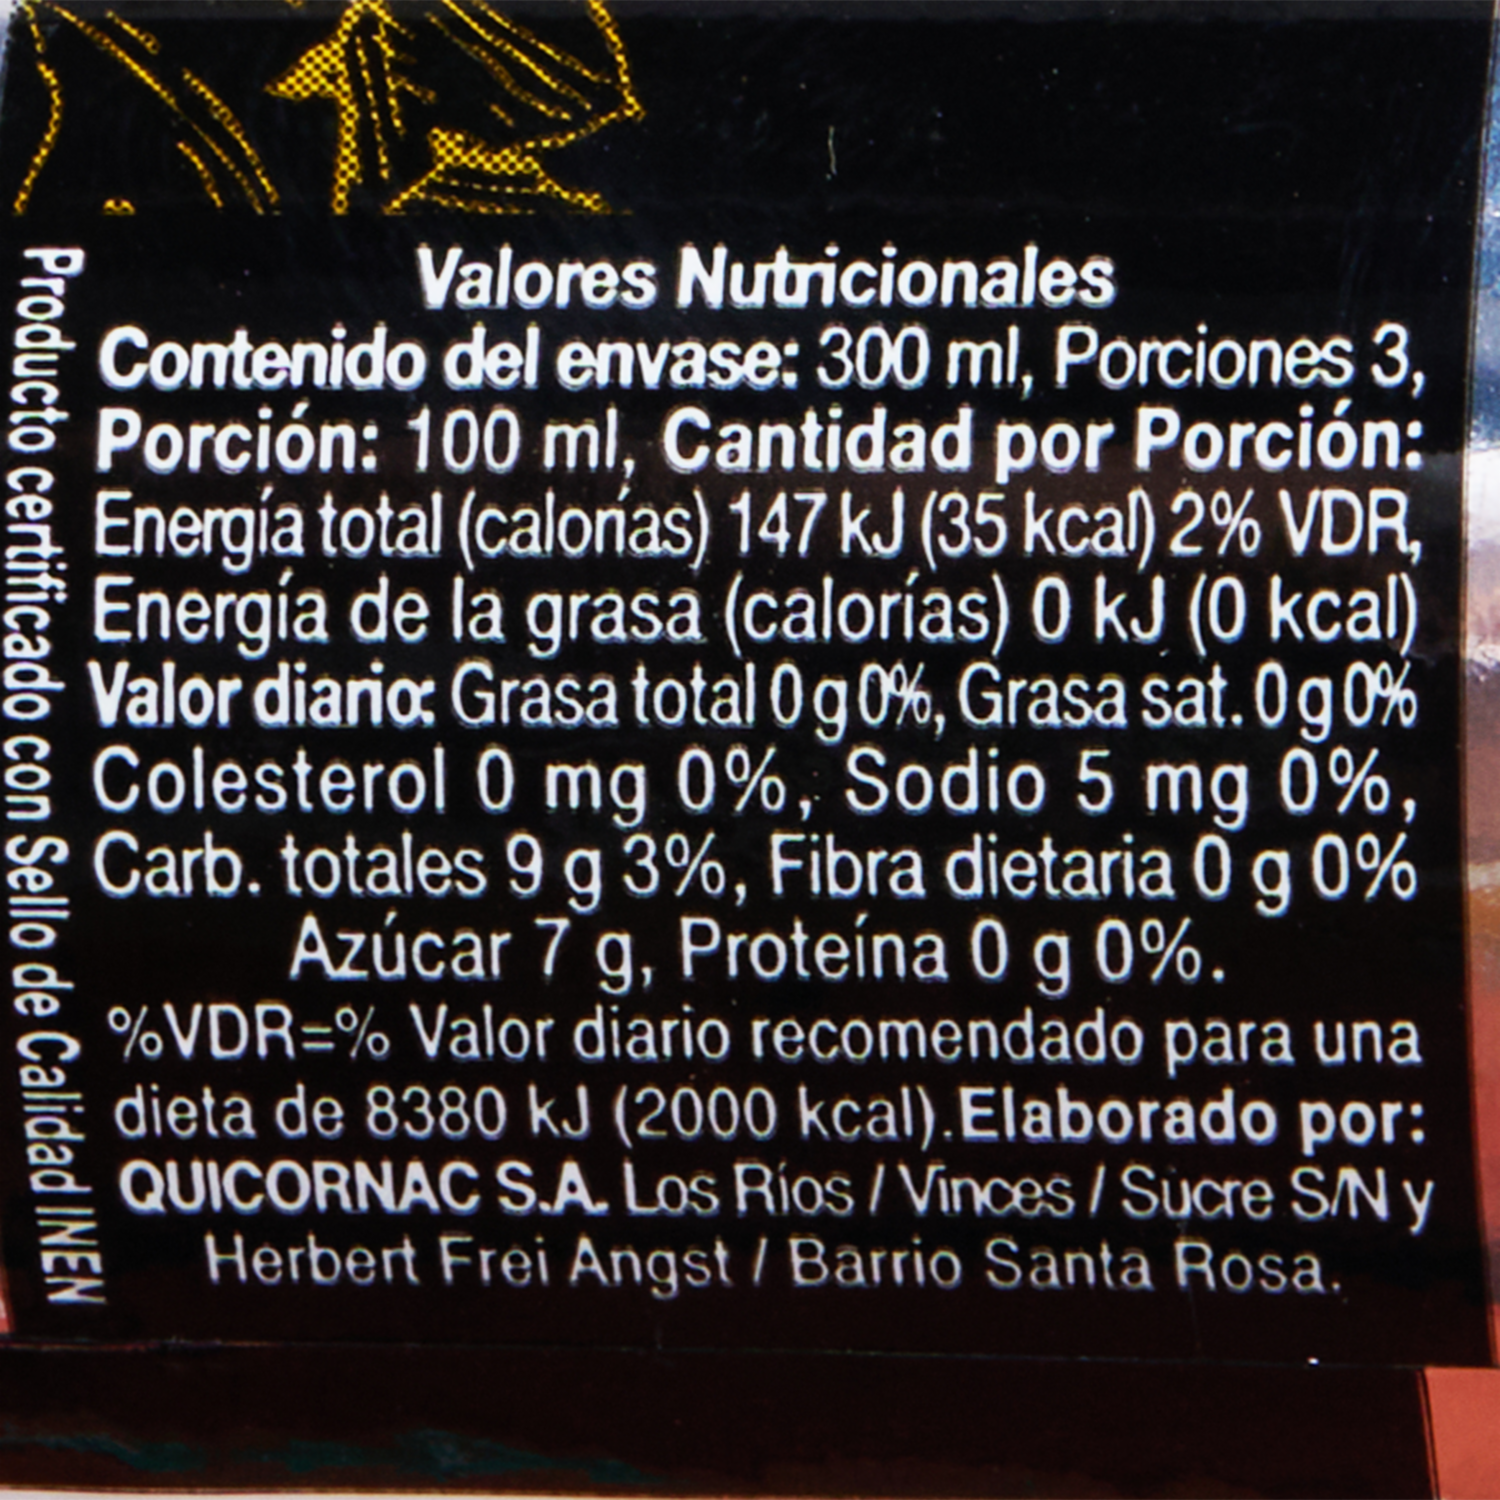 Valores Nutricionales
Contenido del envase: 300 ml, Porciones 3,
Porción: 100 ml, Cantidad por Porción:
Energía total (calorías) 147 kJ (35 kcal) 2% VDR,
Energía de la grasa (calorías) 0 kJ (0 kcal)
Valor diario: Grasa total 0 g 0%, Grasa sat. 0 g 0%
Colesterol 0 mg 0%, Sodio 5 mg 0%,
Carb. totales 9 g 3%, Fibra dietaria 0 g 0%
Azúcar 7 g, Proteína 0 g 0%.
%VDR=% Valor diario recomendado para una
dieta de 8380 kJ (2000 kcal). Elaborado por:
QUICORNAC S.A. Los Ríos / Vinces / Sucre S/N y
Herbert Frei Angst / Barrio Santa Rosa.
Producto certificado con Sello de Calidad INEN